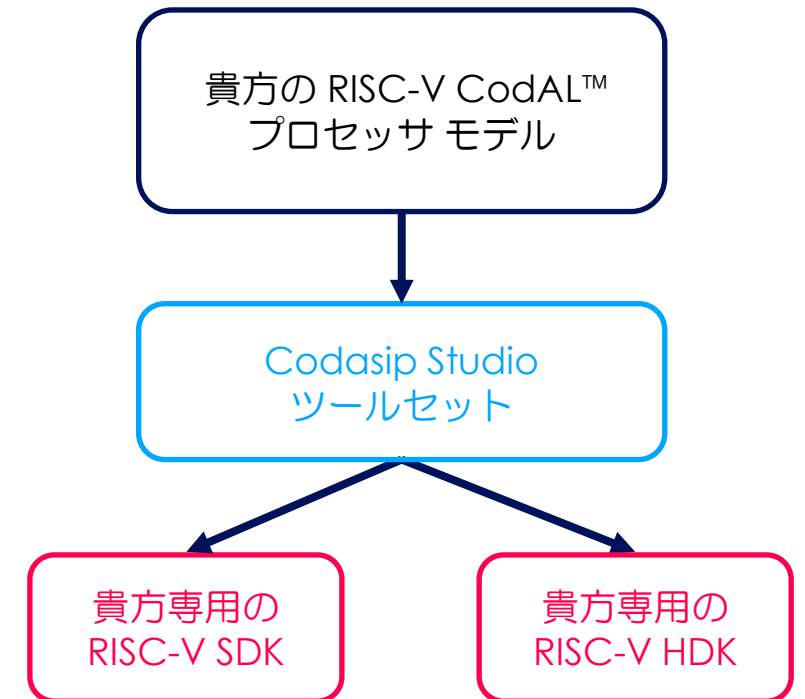 貴方の RISC-V CodAL™
プロセッサ モデル
Codasip Studio
ツールセット
貴方専用の
RISC-V SDK
貴方専用の
RISC-V HDK